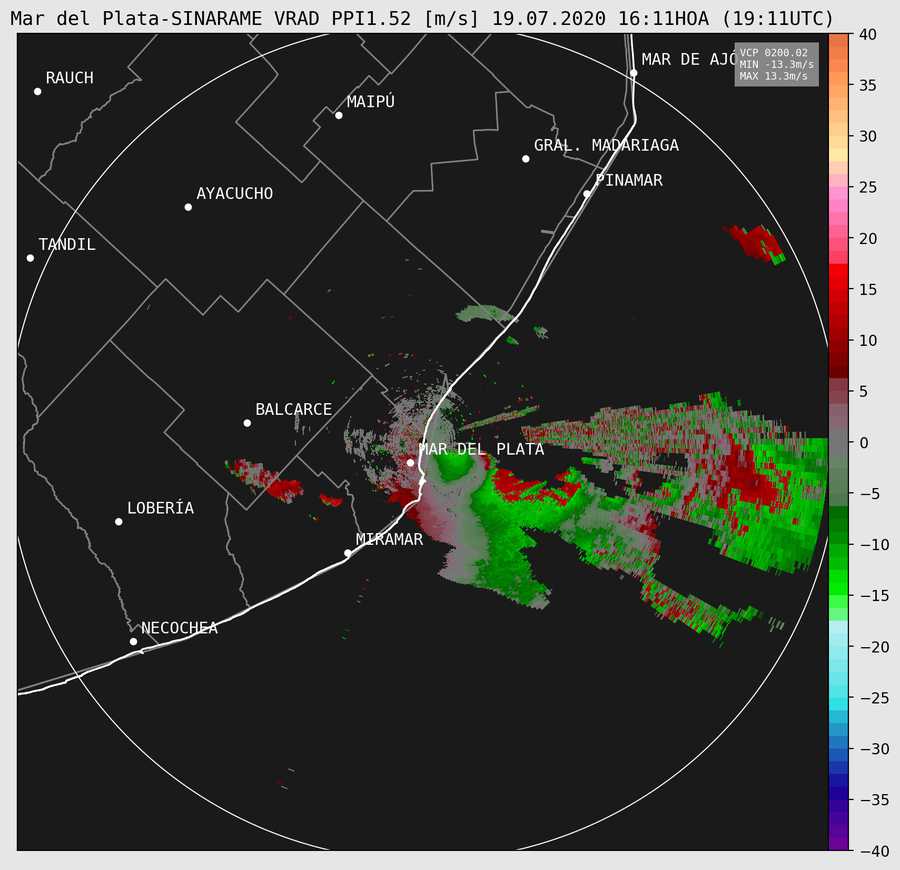 Mar del Plata-SINARAME VRAD PPI1.52 [m/s] 19.07.2020 16:11HOA (19:11UTC)
VCP 0200.02
MIN -13.3m/s
MAX 13.3m/s
MAR DE AJÓ
RAUCH
MAIPÚ
GRAL. MADARIAGA
PINAMAR
AYACUCHO
TANDIL
BALCARCE
MAR DEL PLATA
LOBERÍA
MIRAMAR
NECOCHEA
40
35
30
25
20
15
10
5
0
−5
−10
−15
−20
−25
−30
−35
−40